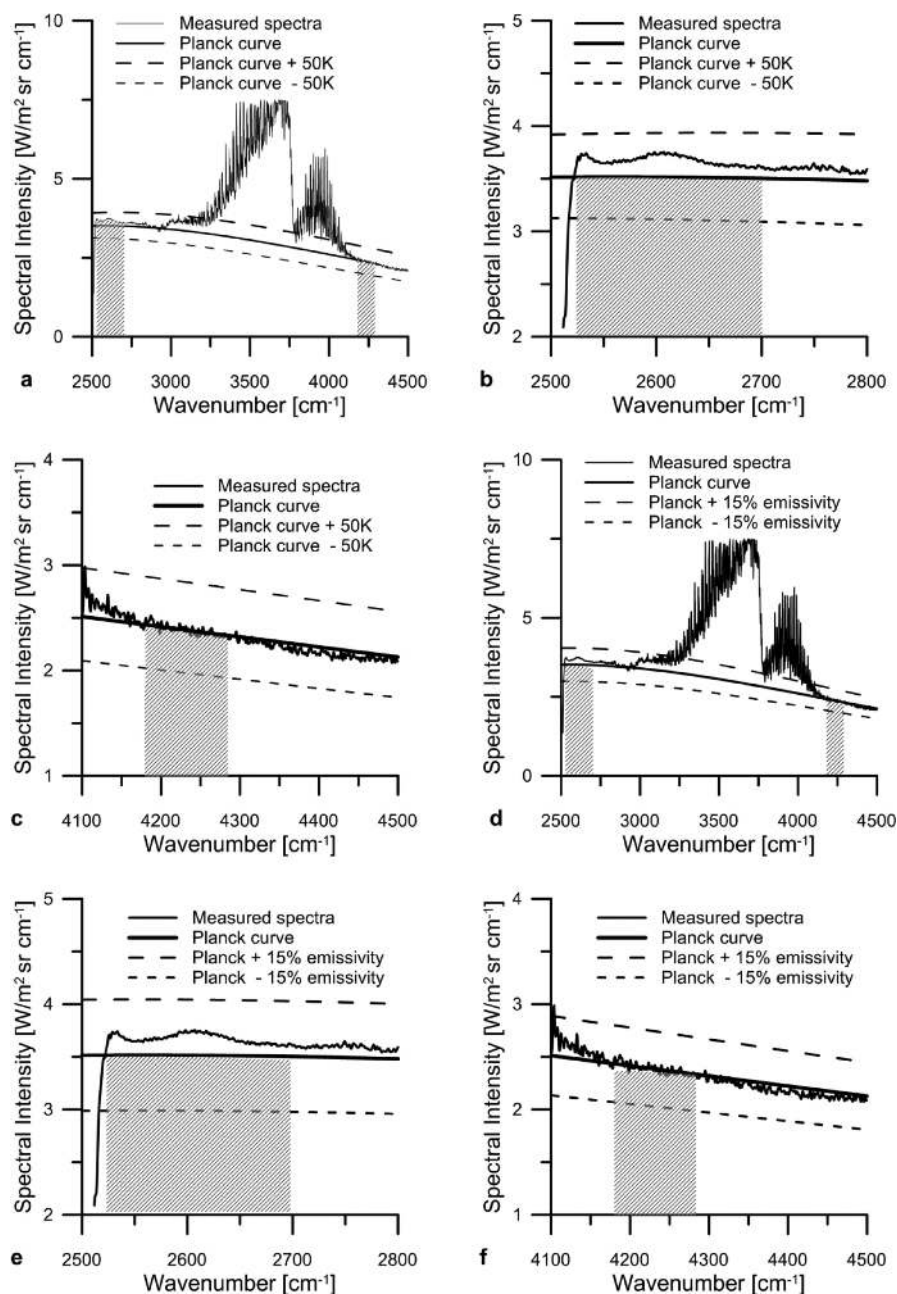 Measured spectra
Planck curve
Planck curve + 50K
Planck curve - 50K
Spectral Intensity [W/m² sr cm⁻¹]
10
5
0
2500 3000 3500 4000 4500
Wavenumber [cm⁻¹]
a
Measured spectra
Planck curve
Planck curve + 50K
Planck curve - 50K
Spectral Intensity [W/m² sr cm⁻¹]
5
4
3
2
2500 2600 2700 2800
Wavenumber [cm⁻¹]
b
Measured spectra
Planck curve
Planck curve + 50K
Planck curve - 50K
Spectral Intensity [W/m² sr cm⁻¹]
4
3
2
1
4100 4200 4300 4400 4500
Wavenumber [cm⁻¹]
c
Measured spectra
Planck curve
Planck + 15% emissivity
Planck - 15% emissivity
Spectral Intensity [W/m² sr cm⁻¹]
10
5
0
2500 3000 3500 4000 4500
Wavenumber [cm⁻¹]
d
Measured spectra
Planck curve
Planck + 15% emissivity
Planck - 15% emissivity
Spectral Intensity [W/m² sr cm⁻¹]
5
4
3
2
2500 2600 2700 2800
Wavenumber [cm⁻¹]
e
Measured spectra
Planck curve
Planck + 15% emissivity
Planck - 15% emissivity
Spectral Intensity [W/m² sr cm⁻¹]
4
3
2
1
4100 4200 4300 4400 4500
Wavenumber [cm⁻¹]
f